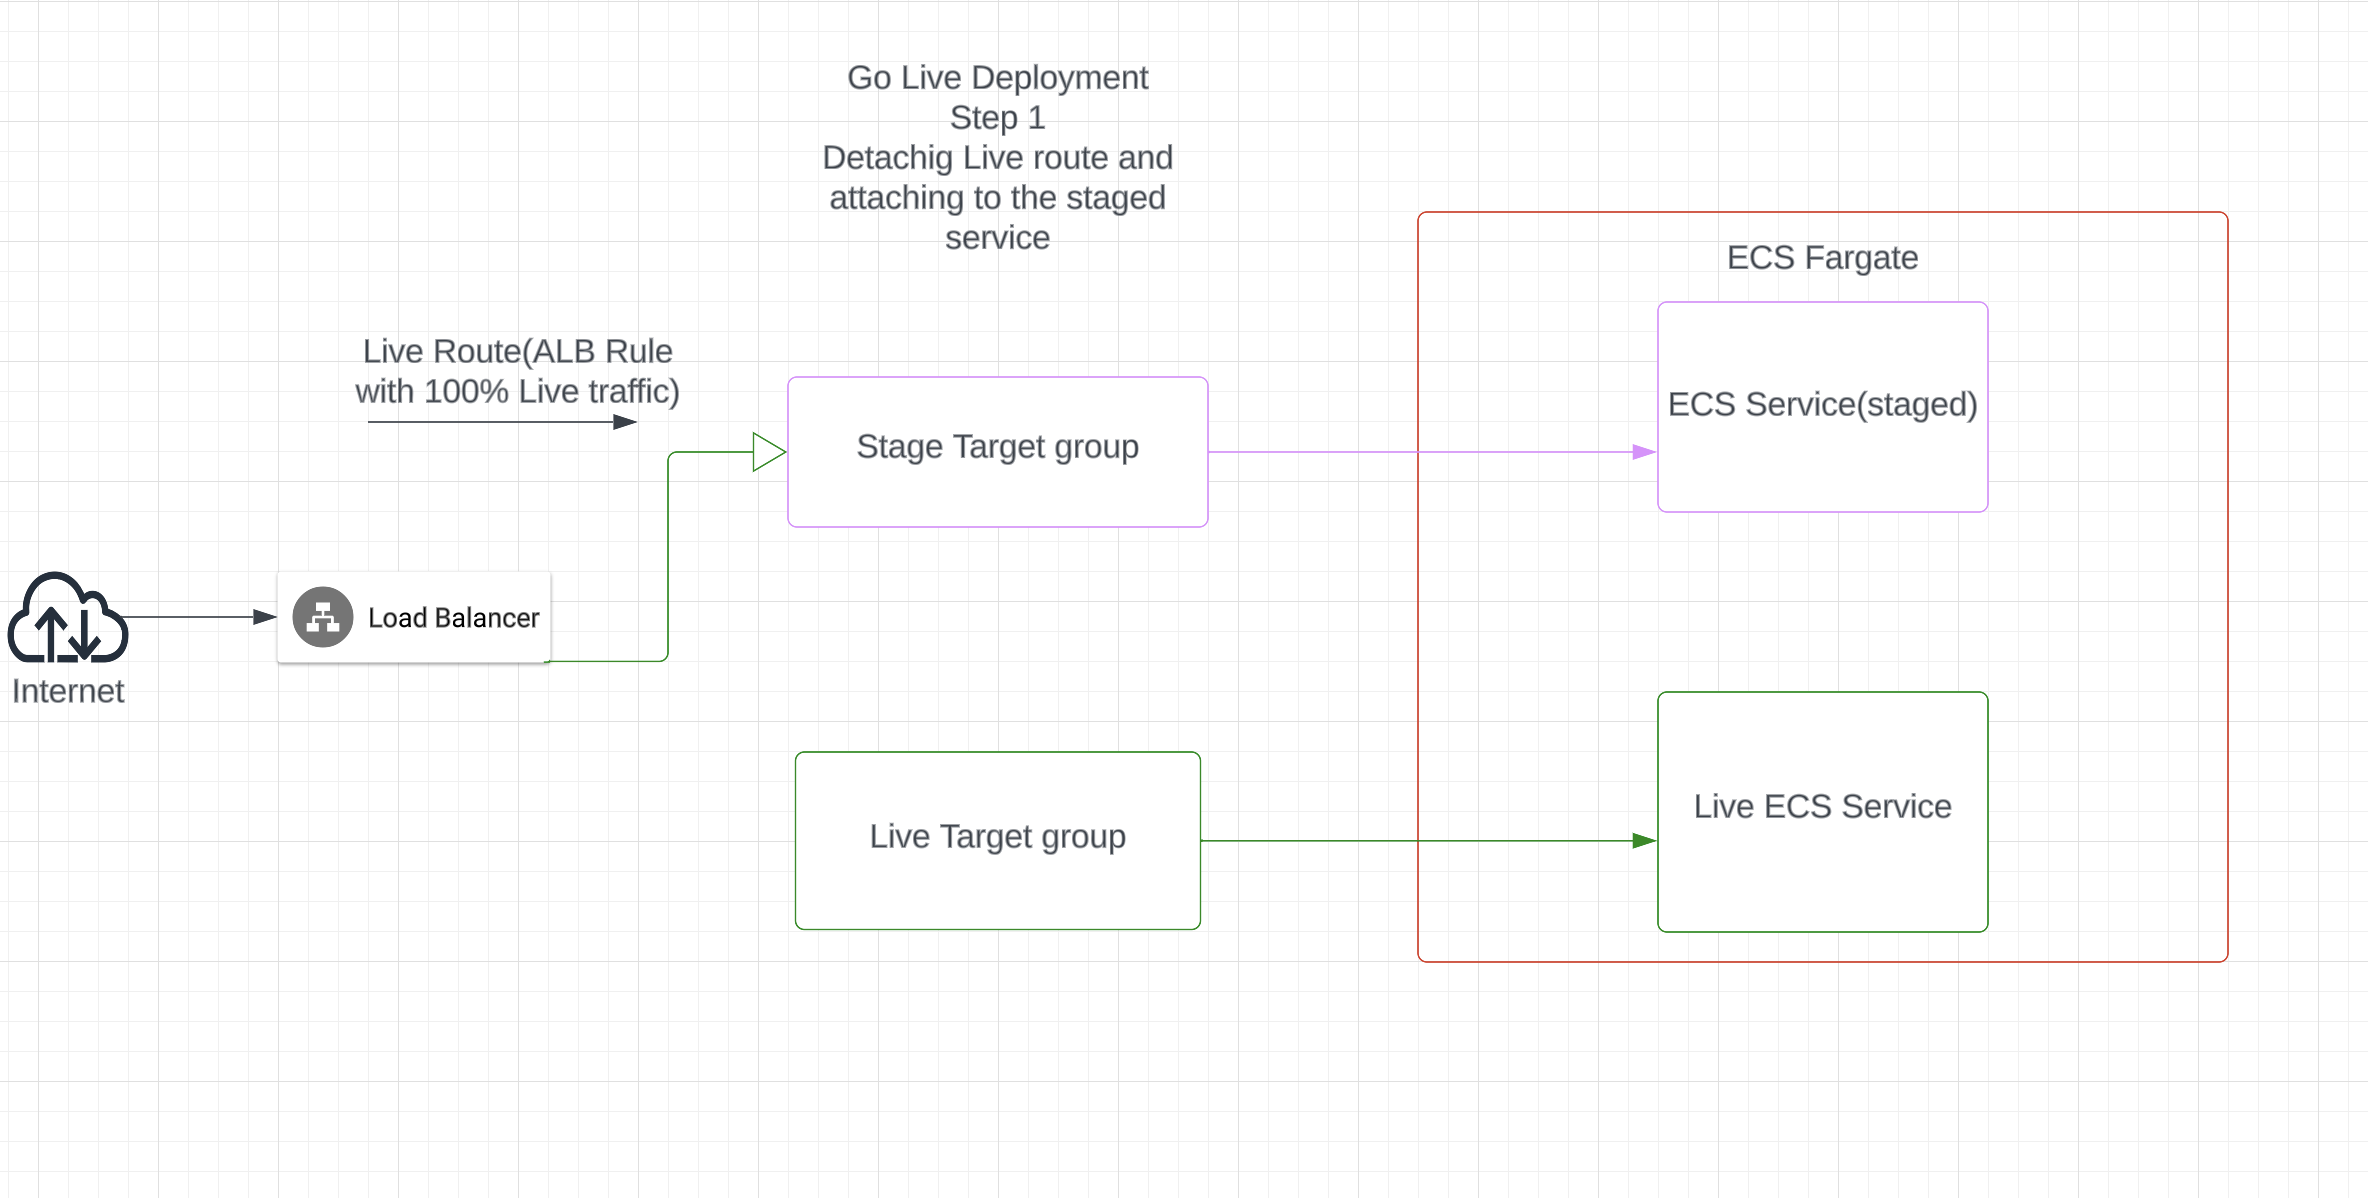 Go Live Deployment
Step 1
Detachig Live route and
attaching to the staged
service
ECS Fargate
Live Route(ALB Rule
with 100% Live traffic)
Stage Target group
ECS Service(staged)
Load Balancer
Internet
Live Target group
Live ECS Service